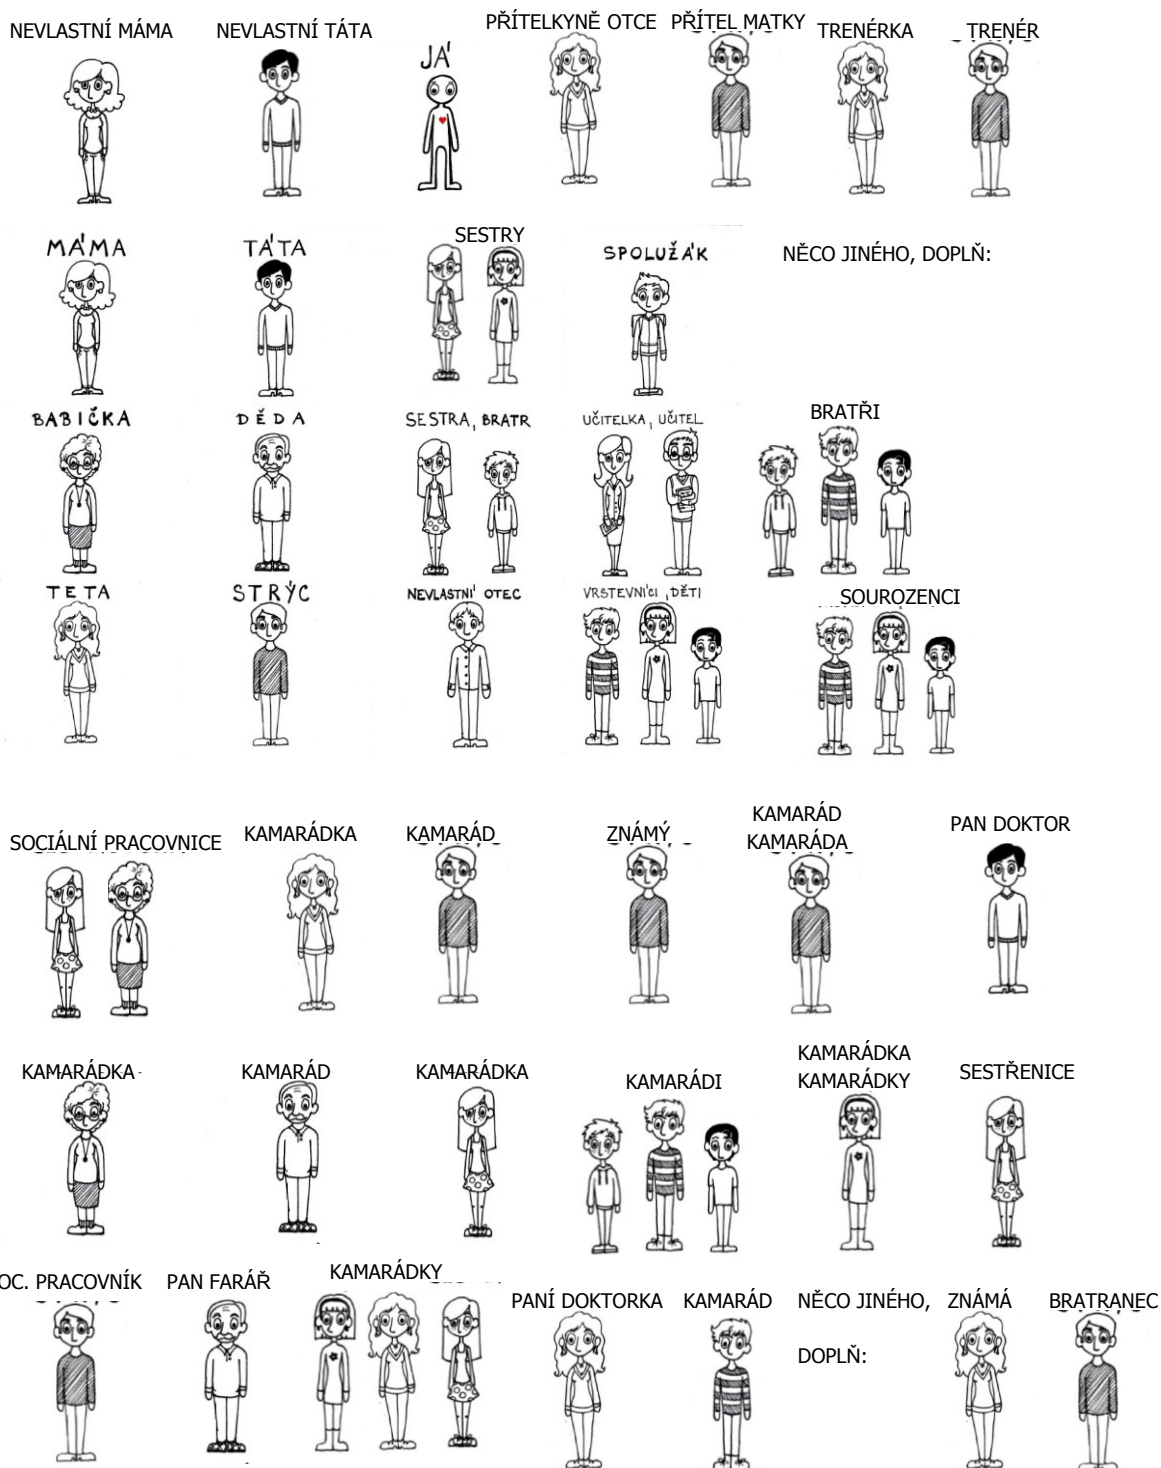 NEVLASTNÍ MÁMA
NEVLASTNÍ TÁTA
JÁ
PŘÍTELKYNĚ OTCE
PŘÍTEL MATKY
TRENÉRKA
TRENÉR
MÁMA
TÁTA
SESTRY
SPOLUŽÁK
NĚCO JINÉHO, DOPLŇ:
BABIČKA
DĚDA
SESTRA, BRATR
UČITELKA, UČITEL
BRATŘI
TETA
STRÝC
NEVLASTNÍ OTEC
VRSTEVNÍCI, DĚTI
SOUROZENCI
SOCIÁLNÍ PRACOVNICE
KAMARÁDKA
KAMARÁD
ZNÁMÝ
KAMARÁD
KAMARÁDA
PAN DOKTOR
KAMARÁDKA
KAMARÁD
KAMARÁDKA
KAMARÁDI
KAMARÁDKA
KAMARÁDKY
SESTŘENICE
OC. PRACOVNÍK
PAN FARÁŘ
KAMARÁDKY
PANÍ DOKTORKA
KAMARÁD
NĚCO JINÉHO,
DOPLŇ:
ZNÁMÁ
BRATRANEC